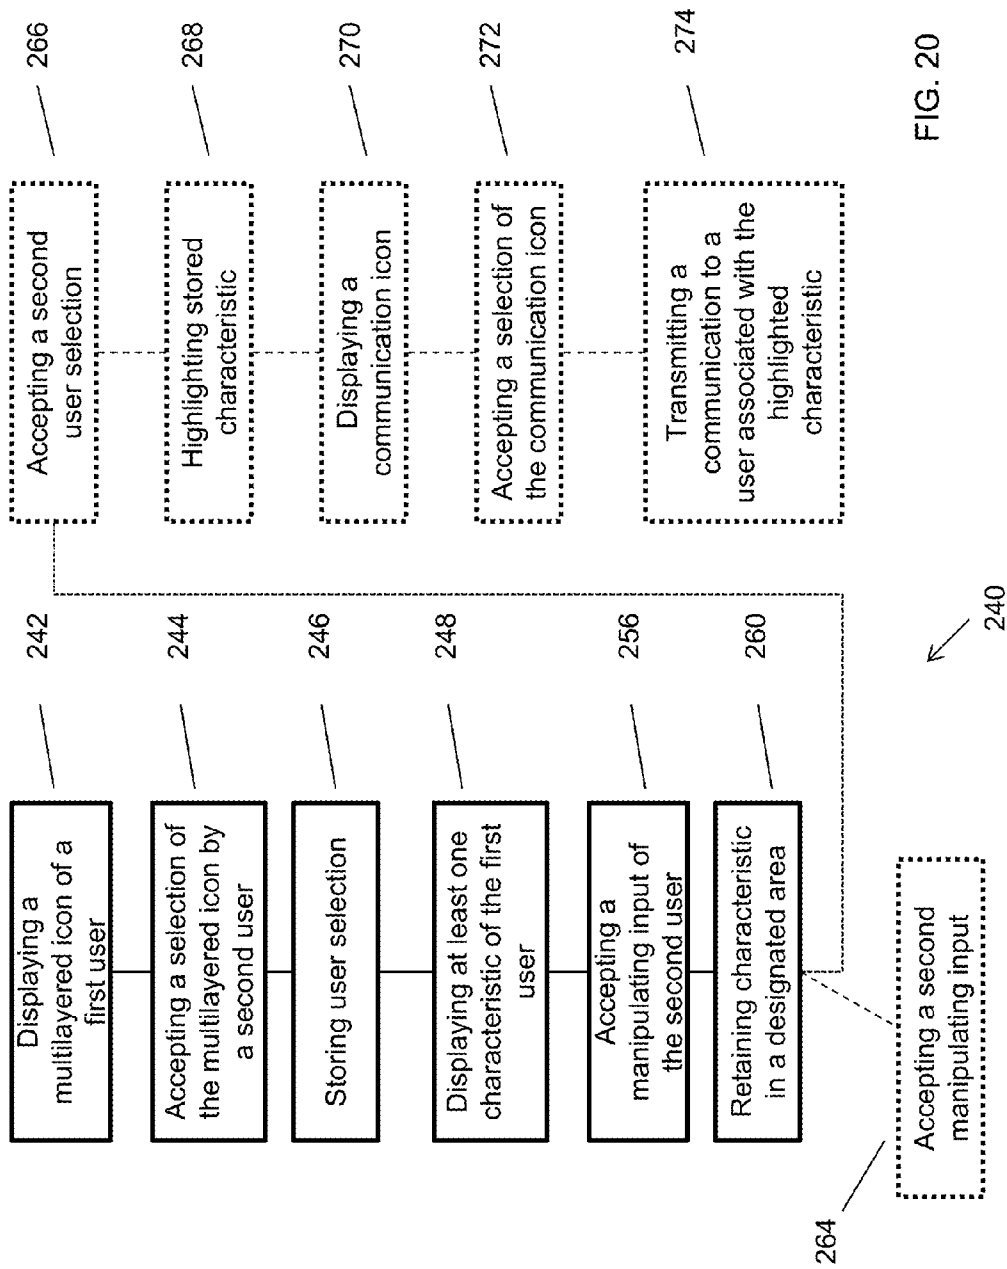 Displaying a
multilayered icon of a
first user
242
Accepting a selection of
the multilayered icon by
a second user
244
Storing user selection
246
Displaying at least one
characteristic of the first
user
248
Accepting a
manipulating input of
the second user
256
Retaining characteristic
in a designated area
260
Accepting a second
manipulating input
264
240
Accepting a second
user selection
266
Highlighting stored
characteristic
268
Displaying a
communication icon
270
Accepting a selection of
the communication icon
272
Transmitting a
communication to a
user associated with the
highlighted
characteristic
274
FIG. 20